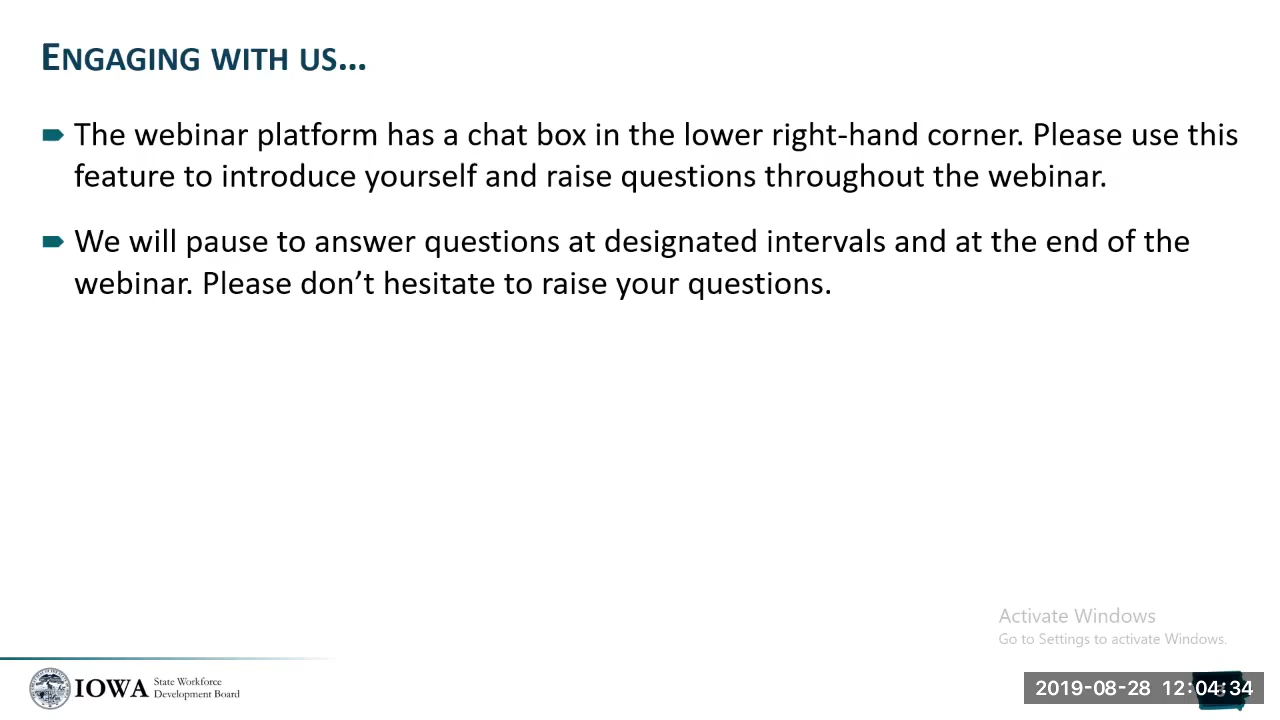 ENGAGING WITH US…
The webinar platform has a chat box in the lower right-hand corner. Please use this
feature to introduce yourself and raise questions throughout the webinar.
We will pause to answer questions at designated intervals and at the end of the
webinar. Please don’t hesitate to raise your questions.
Activate Windows
Go to Settings to activate Windows.
IOWA State Workforce
Development Board
2019-08-28 12:04:34